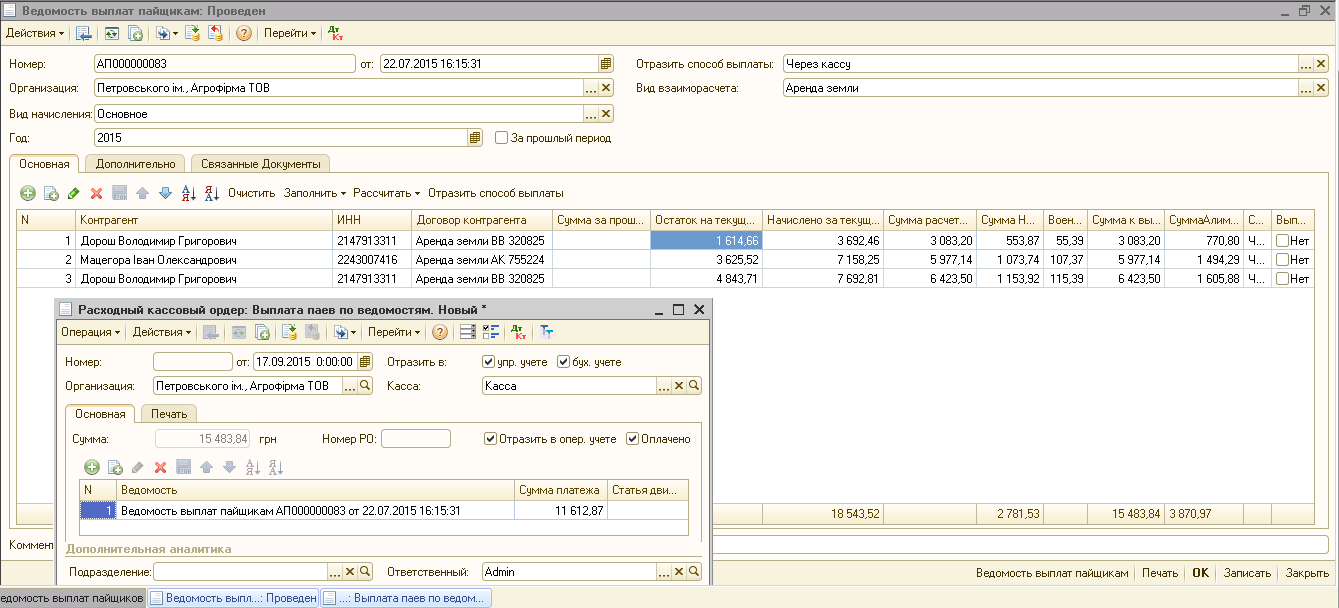 Ведомость выплат пайщикам: Проведен
Действия Перейти Дт Кт
Номер: АП000000083 от: 22.07.2015 16:15:31 Отразить способ выплаты: Через кассу ...
Организация: Петровського ім., Агрофірма ТОВ ... Вид взаиморасчета: Аренда земли ...
Вид начисления: Основное ...
Год: 2015 За прошлый период
Основная Дополнительно Связанные Документы
Очистить Заполнить Рассчитать Отразить способ выплаты
N Контрагент ИНН Договор контрагента Сумма за прош... Остаток на текущ... Начислено за текущ... Сумма расчет... Сумма Н... Воен... Сумма к вы... СуммаАлим... С... Вып...
1 Дорош Володимир Григорович 2147913311 Аренда земли ВВ 320825 1 614,66 3 692,46 3 083,20 553,87 55,39 3 083,20 770,80 Ч... Нет
2 Мацегора Іван Олександрович 2243007416 Аренда земли АК 755224 3 625,52 7 158,25 5 977,14 1 073,74 107,37 5 977,14 1 494,29 Ч... Нет
3 Дорош Володимир Григорович 2147913311 Аренда земли ВВ 320825 4 843,71 7 692,81 6 423,50 1 153,92 115,39 6 423,50 1 605,88 Ч... Нет
18 543,52 2 781,53 15 483,84 3 870,97
Коммент
Ведомость выплат пайщикам Печать OK Записать Закрыть
Расходный кассовый ордер: Выплата паев по ведомостям. Новый *
Операция Действия Перейти Дт Кт
Номер: от: 17.09.2015 0:00:00 Отразить в: упр. учете бух. учете
Организация: Петровського ім., Агрофірма ТОВ ... Касса: Касса ...
Основная Печать
Сумма: 15 483,84 грн Номер РО: Отразить в опер. учете Оплачено
N Ведомость Сумма платежа Статья дви...
1 Ведомость выплат пайщикам АП000000083 от 22.07.2015 16:15:31 11 612,87
Дополнительная аналитика
Подразделение: ... Ответственный: Admin ...
едомость выплат пайщиков Ведомость выпл...: Проведен ...: Выплата паев по ведом...